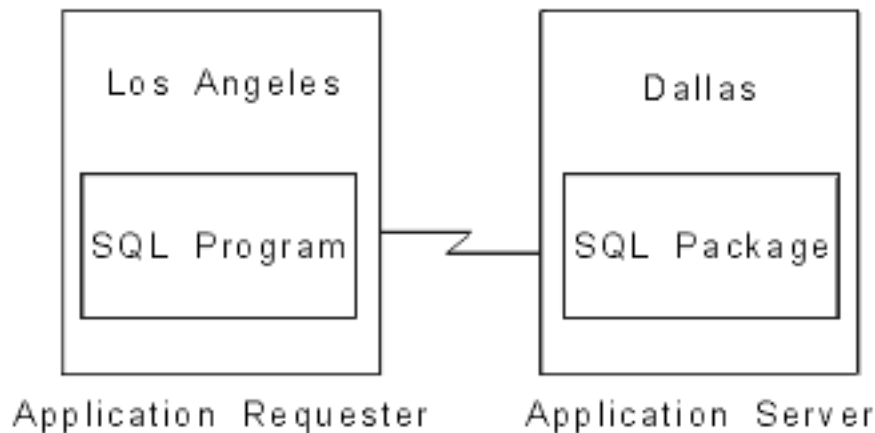 Los Angeles
Dallas
SQL Program
SQL Package
Application Requester
Application Server